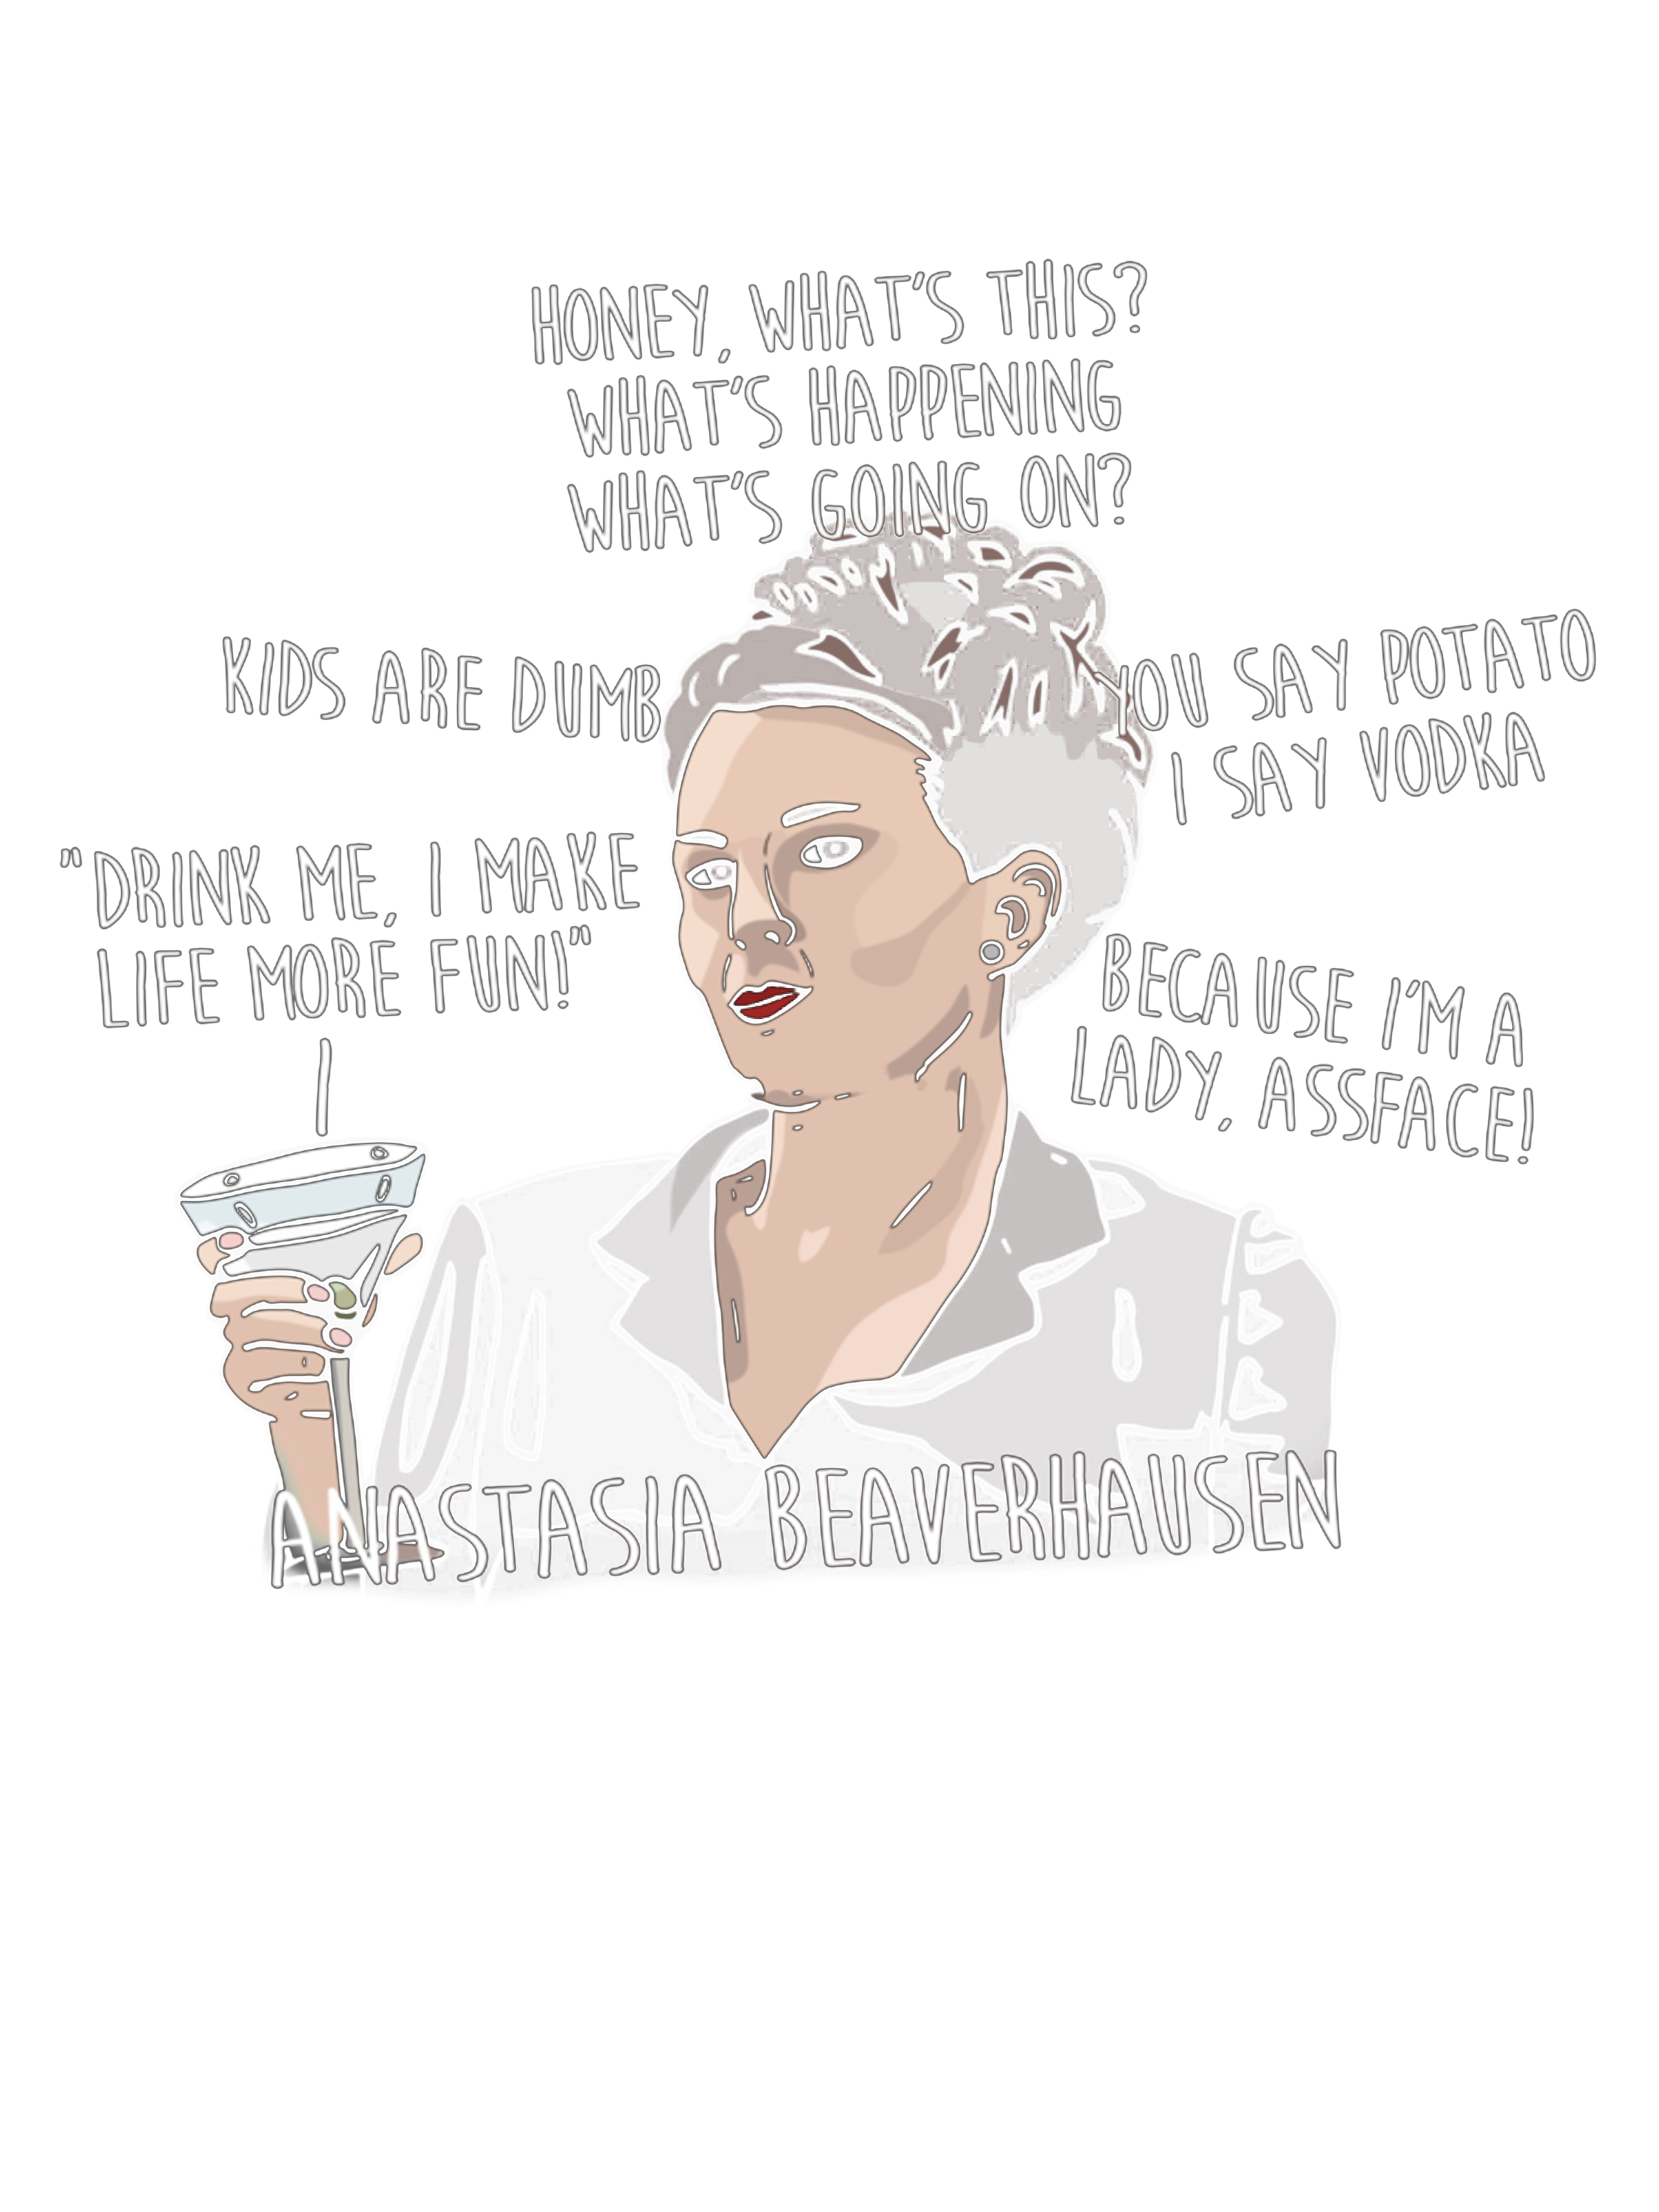 HONEY, WHAT'S THIS?
WHAT'S HAPPENING
WHAT'S GOING ON?
KIDS ARE DUMB
YOU SAY POTATO
I SAY VODKA
"DRINK ME, I MAKE
LIFE MORE FUN!"
BECAUSE I'M A
LADY, ASSFACE!
ANASTASIA BEAVERHAUSEN